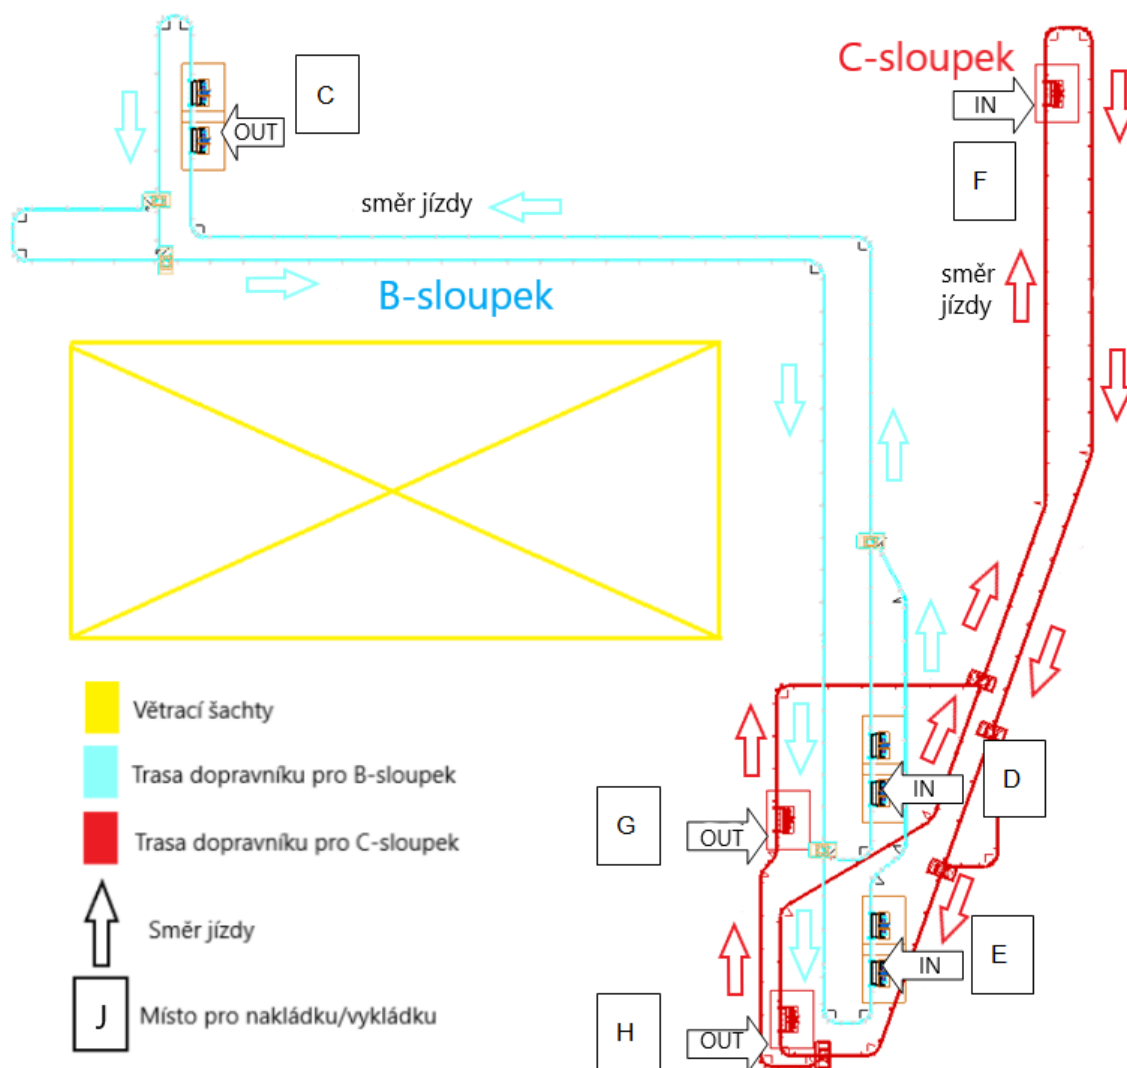 C-sloupek
C
IN
OUT
F
směr jízdy
směr
jízdy
B-sloupek
Větrací šachty
Trasa dopravníku pro B-sloupek
D
IN
G
OUT
Trasa dopravníku pro C-sloupek
Směr jízdy
E
IN
J
Místo pro nakládku/vykládku
H
OUT